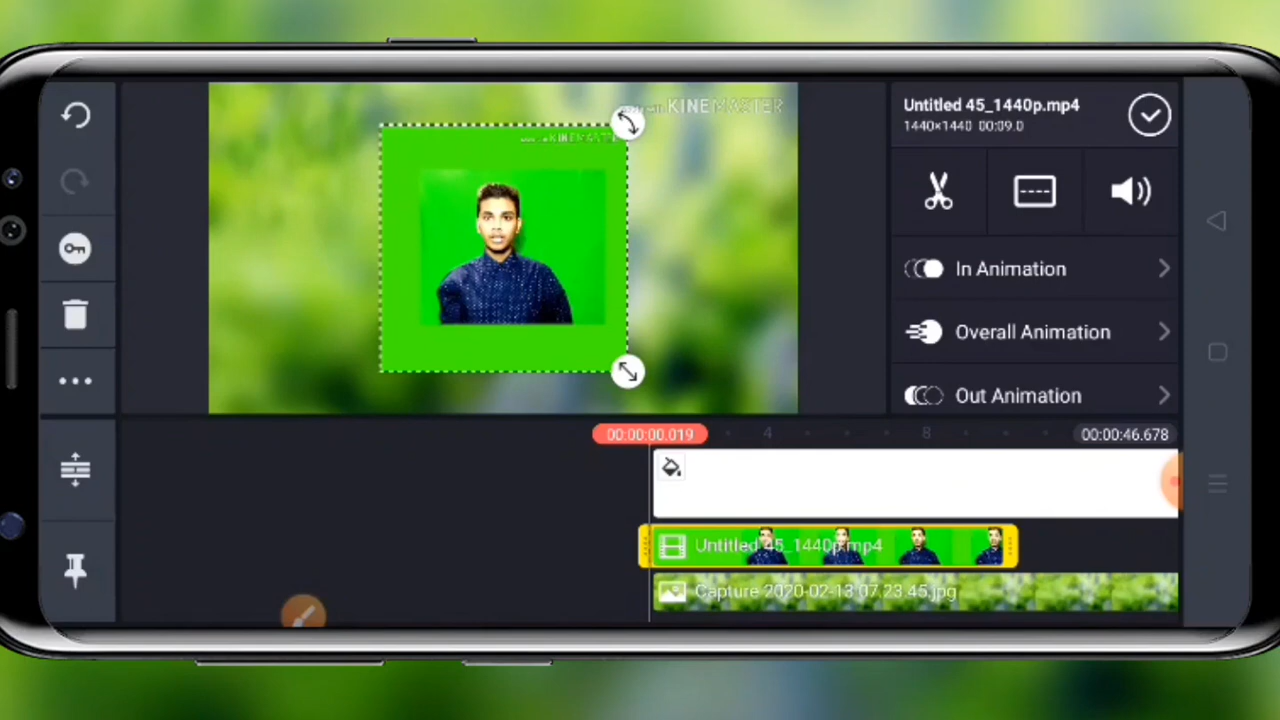 KINEMASTER
KINEMASTER
Untitled 45_1440p.mp4
1440×1440 00:09.0
In Animation
Overall Animation
Out Animation
00:00:00.019
4
8
00:00:46.678
Untitled 45_1440p.mp4
Capture 2020-02-13 07.23.45.jpg